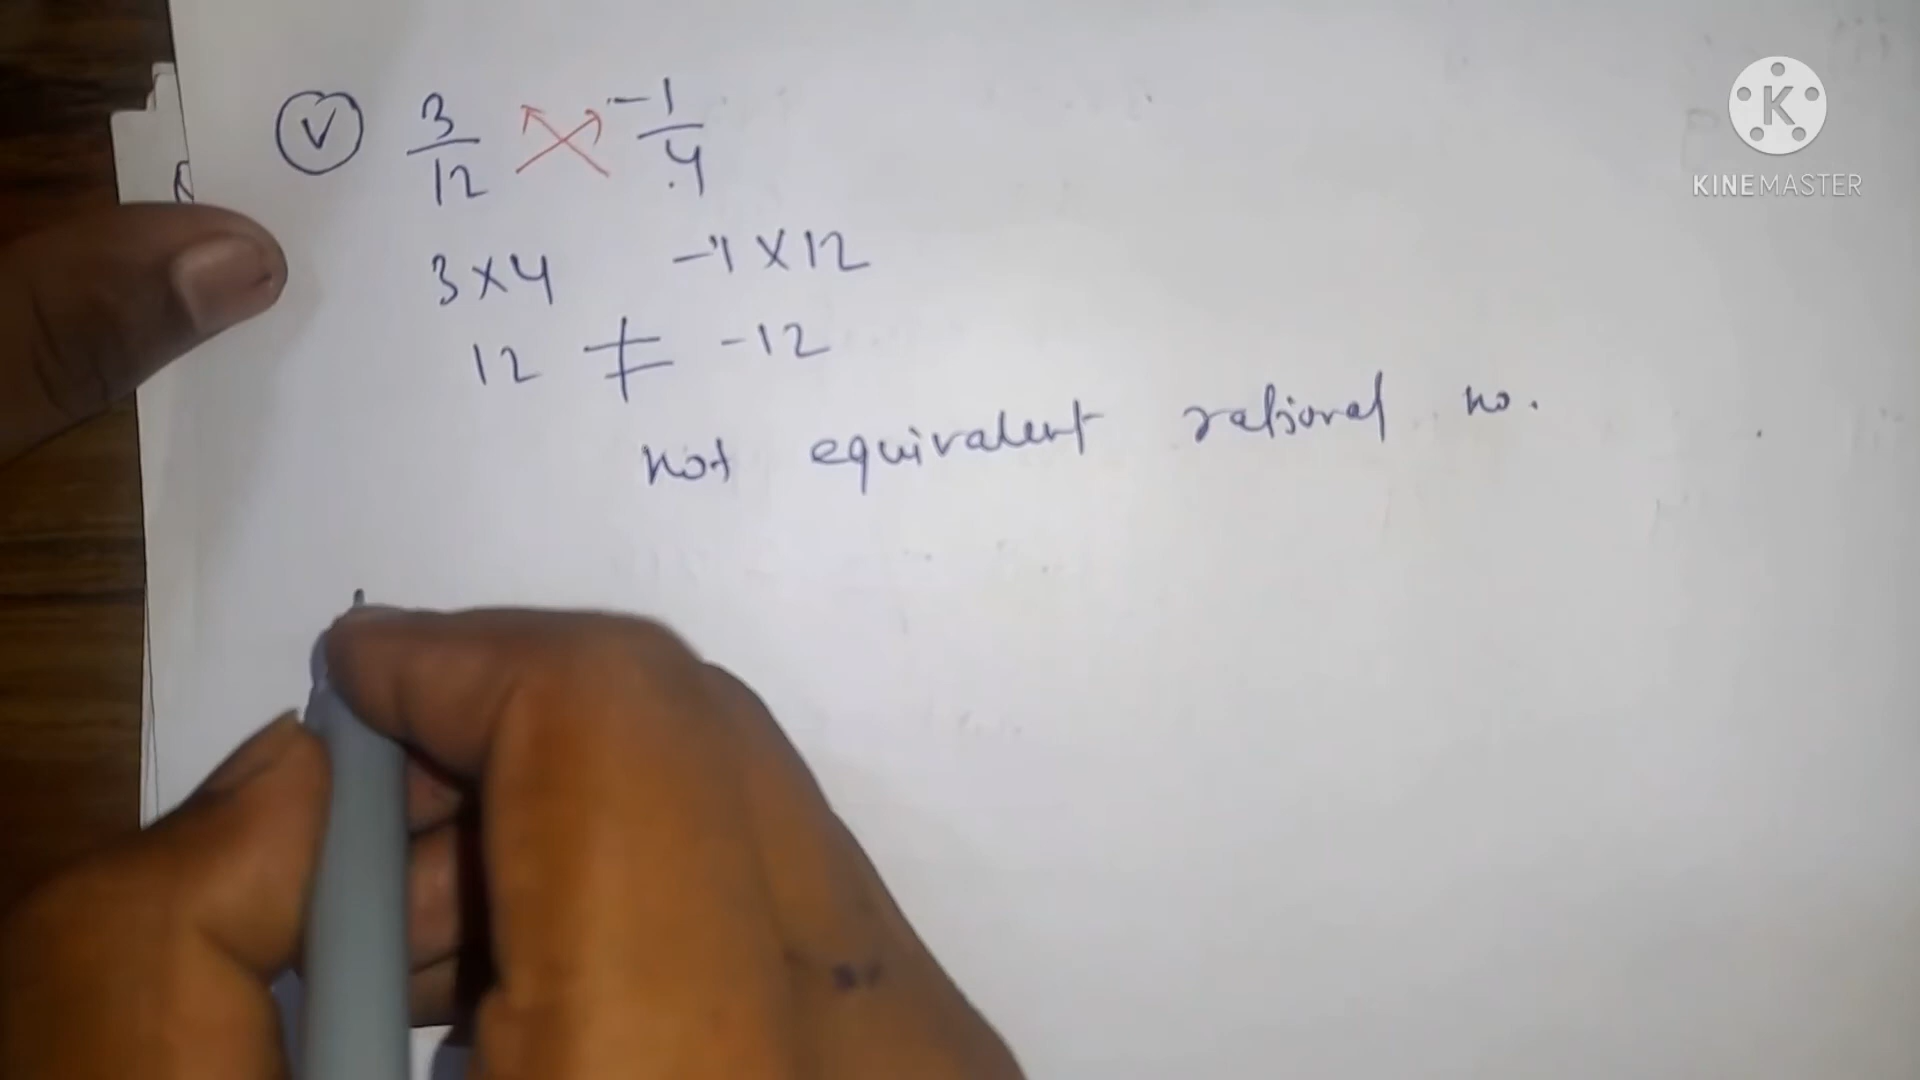 V 3/12 -1/4
3×4 -1×12
12 ≠ -12
not equivalent rational no.
K
KINEMASTER